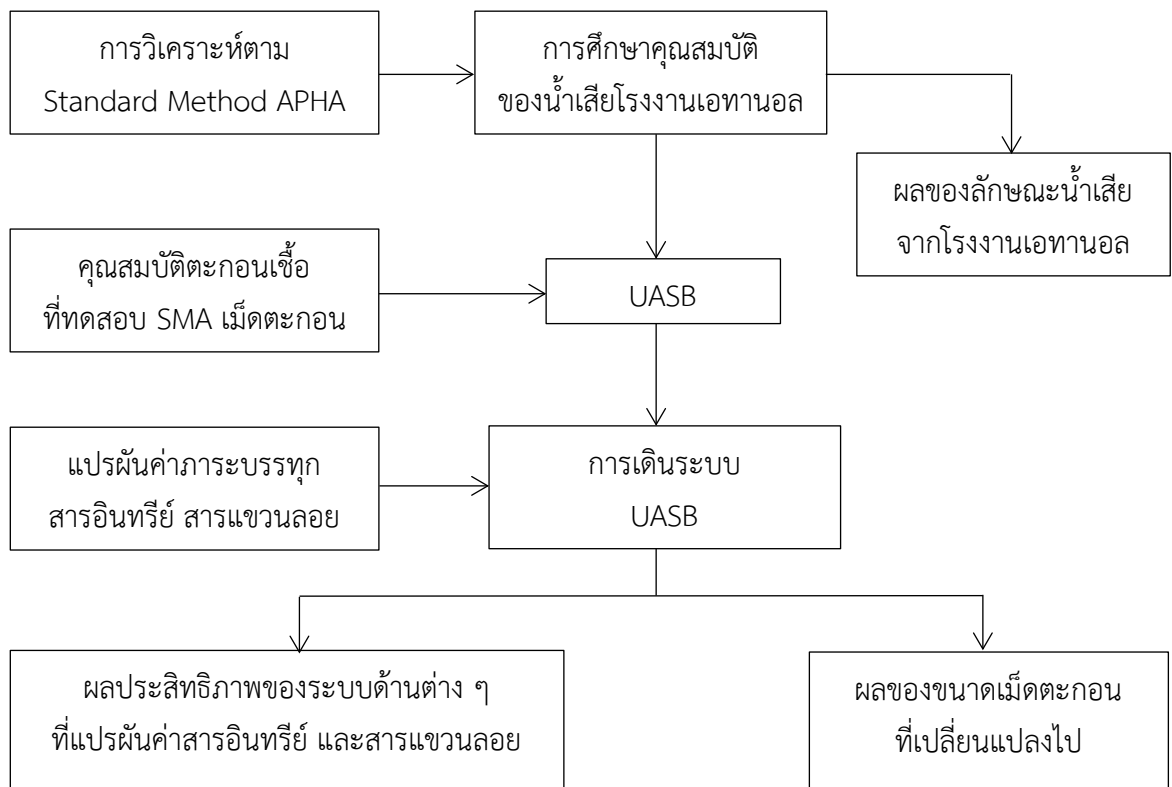 การวิเคราะห์ตาม
Standard Method APHA
การศึกษาคุณสมบัติ
ของน้ำเสียโรงงานเอทานอล
ผลของลักษณะน้ำเสีย
จากโรงงานเอทานอล
คุณสมบัติตะกอนเชื้อ
ที่ทดสอบ SMA เม็ดตะกอน
UASB
แปรผันค่าภาระบรรทุก
สารอินทรีย์ สารแขวนลอย
การเดินระบบ
UASB
ผลประสิทธิภาพของระบบด้านต่าง ๆ
ที่แปรผันค่าสารอินทรีย์ และสารแขวนลอย
ผลของขนาดเม็ดตะกอน
ที่เปลี่ยนแปลงไป